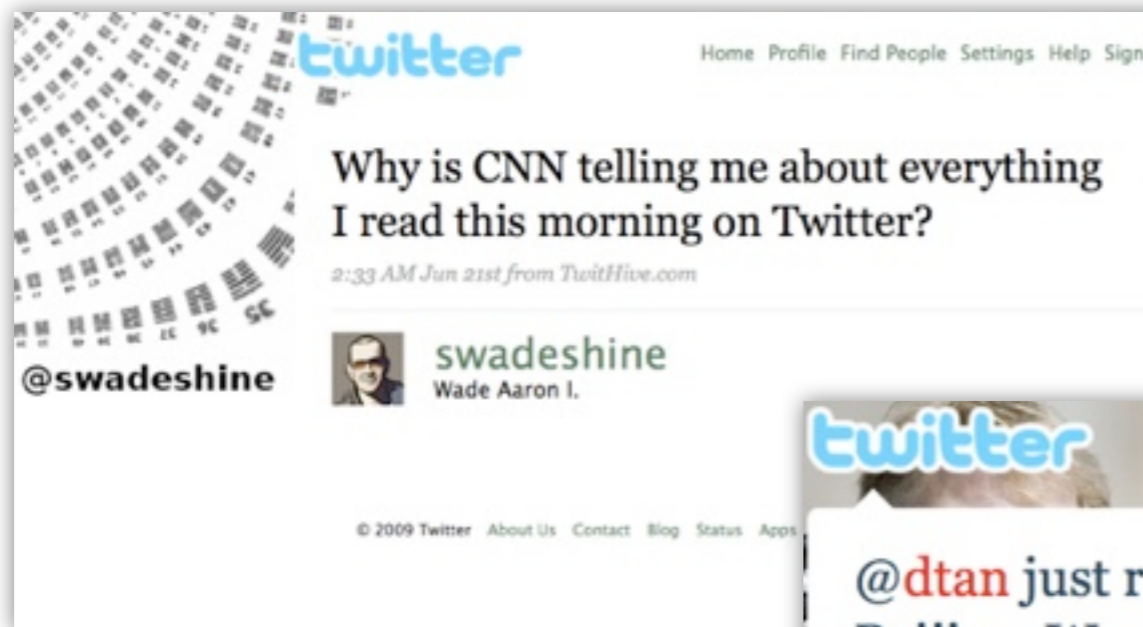 twitter
Home Profile Find People Settings Help Sign
Why is CNN telling me about everything
I read this morning on Twitter?
2:33 AM Jun 21st from TwitHive.com
@swadeshine
swadeshine
Wade Aaron I.
© 2009 Twitter About Us Contact Blog Status Apps
twitter
@dtan just r